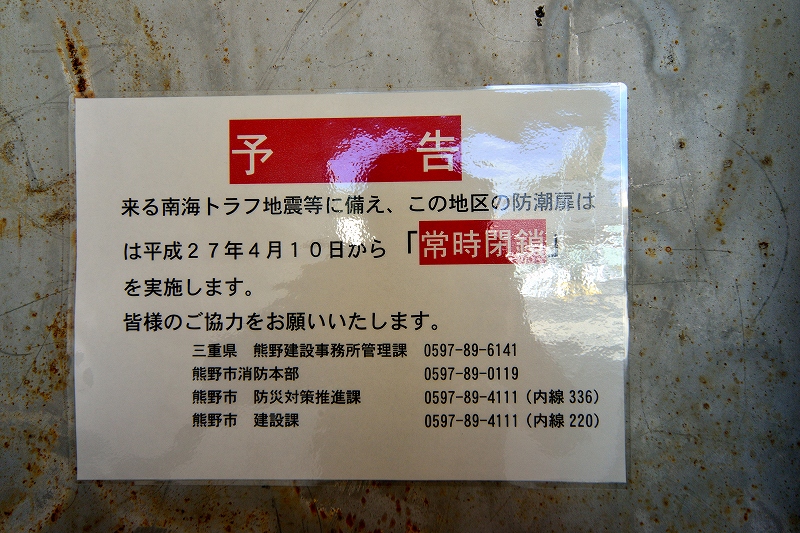 予 告
来る南海トラフ地震等に備え、この地区の防潮扉は
は平成２７年４月１０日から「常時閉鎖」
を実施します。
皆様のご協力をお願いいたします。
三重県 熊野建設事務所管理課 0597-89-6141
熊野市消防本部 0597-89-0119
熊野市 防災対策推進課 0597-89-4111（内線 336）
熊野市 建設課 0597-89-4111（内線 220）